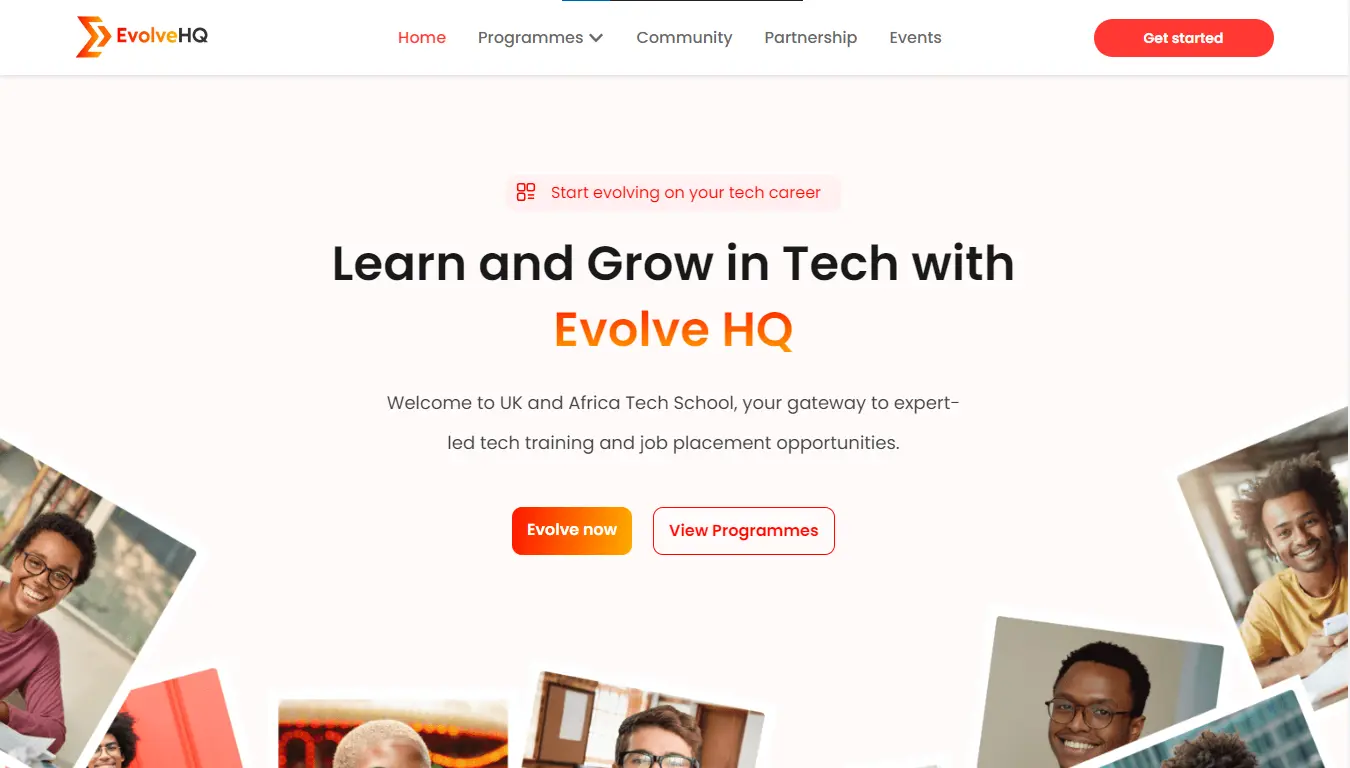 EvolveHQ
Home
Programmes
Community
Partnership
Events
Get started
Start evolving on your tech career
Learn and Grow in Tech with
Evolve HQ
Welcome to UK and Africa Tech School, your gateway to expert-
led tech training and job placement opportunities.
Evolve now
View Programmes